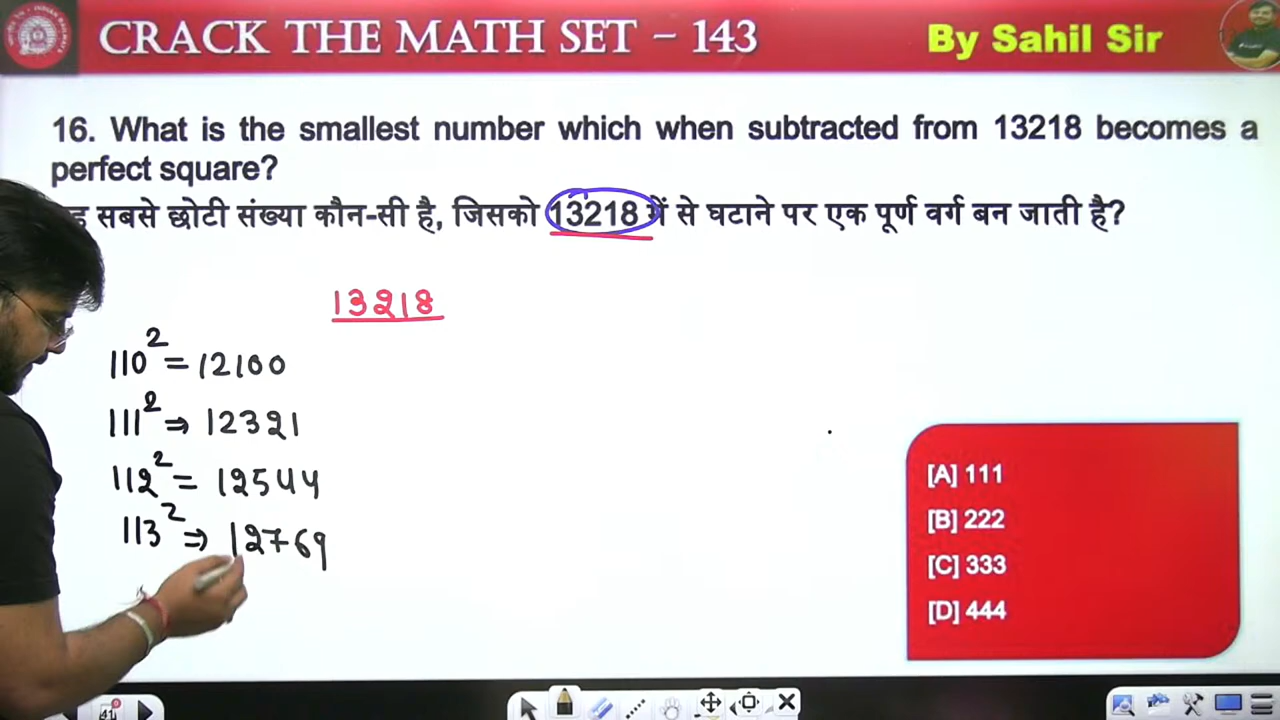 CRACK THE MATH SET – 143
By Sahil Sir
16. What is the smallest number which when subtracted from 13218 becomes a
perfect square?
सबसे छोटी संख्या कौन-सी है, जिसको 13218 में से घटाने पर एक पूर्ण वर्ग बन जाती है?
13218
110² = 12100
111² ⇒ 12321
112² = 12544
113² ⇒ 12769
[A] 111
[B] 222
[C] 333
[D] 444
41